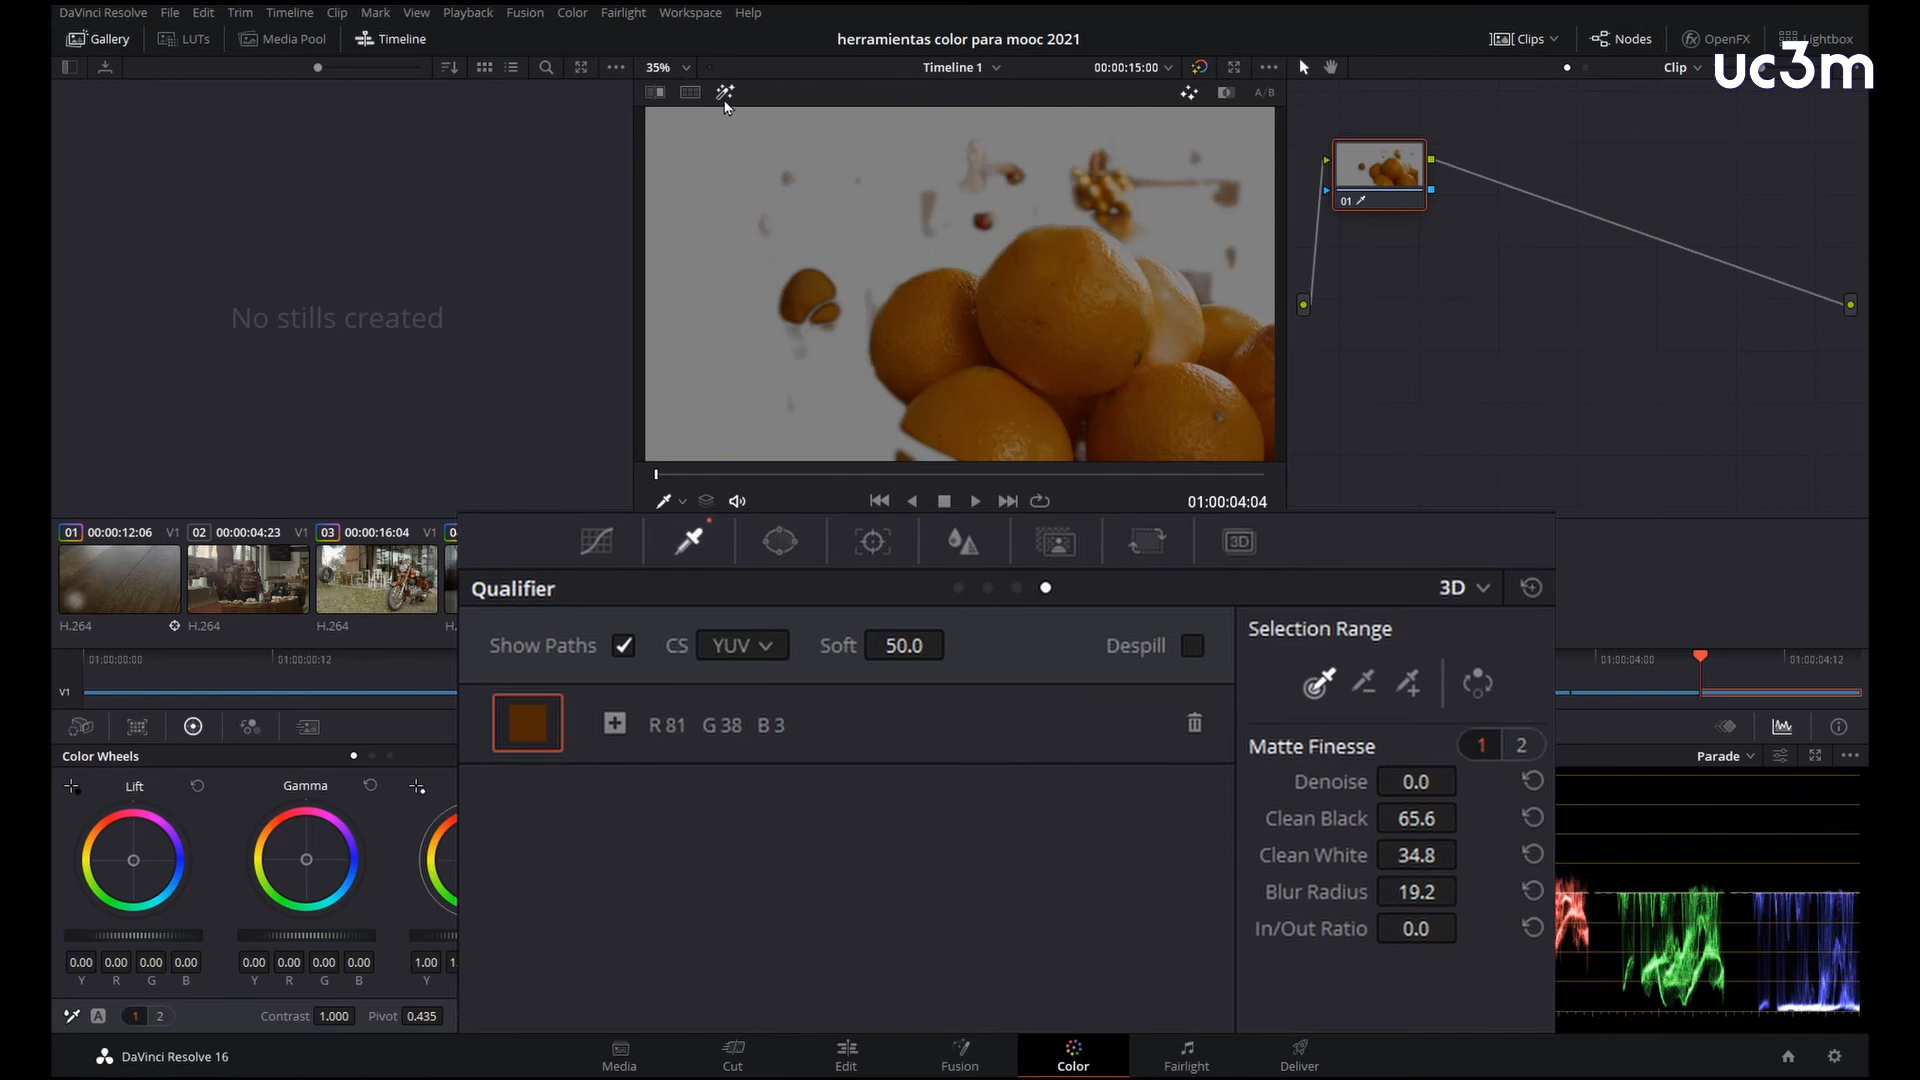 DaVinci Resolve File Edit Trim Timeline Clip Mark View Playback Fusion Color Fairlight Workspace Help
Gallery LUTs Media Pool Timeline herramientas color para mooc 2021 Clips Nodes OpenFX Lightbox
uc3m
35% Timeline 1 00:00:15:00 Clip
A/B
01
No stills created
01:00:04:04
01 00:00:12:06 V1 02 00:00:04:23 V1 03 00:00:16:04 V1
H.264 H.264 H.264
Qualifier 3D
Show Paths CS YUV Soft 50.0 Despill
Selection Range
01:00:00:00 01:00:00:12 01:00:04:00 01:00:04:12
V1
R 81 G 38 B 3
Matte Finesse 1 2
Denoise 0.0
Clean Black 65.6
Clean White 34.8
Blur Radius 19.2
In/Out Ratio 0.0
Color Wheels
Parade
Lift Gamma
0.00 0.00 0.00 0.00 0.00 0.00 0.00 0.00 1.00
Y R G B Y R G B Y
A 1 2 Contrast 1.000 Pivot 0.435
DaVinci Resolve 16 Media Cut Edit Fusion Color Fairlight Deliver